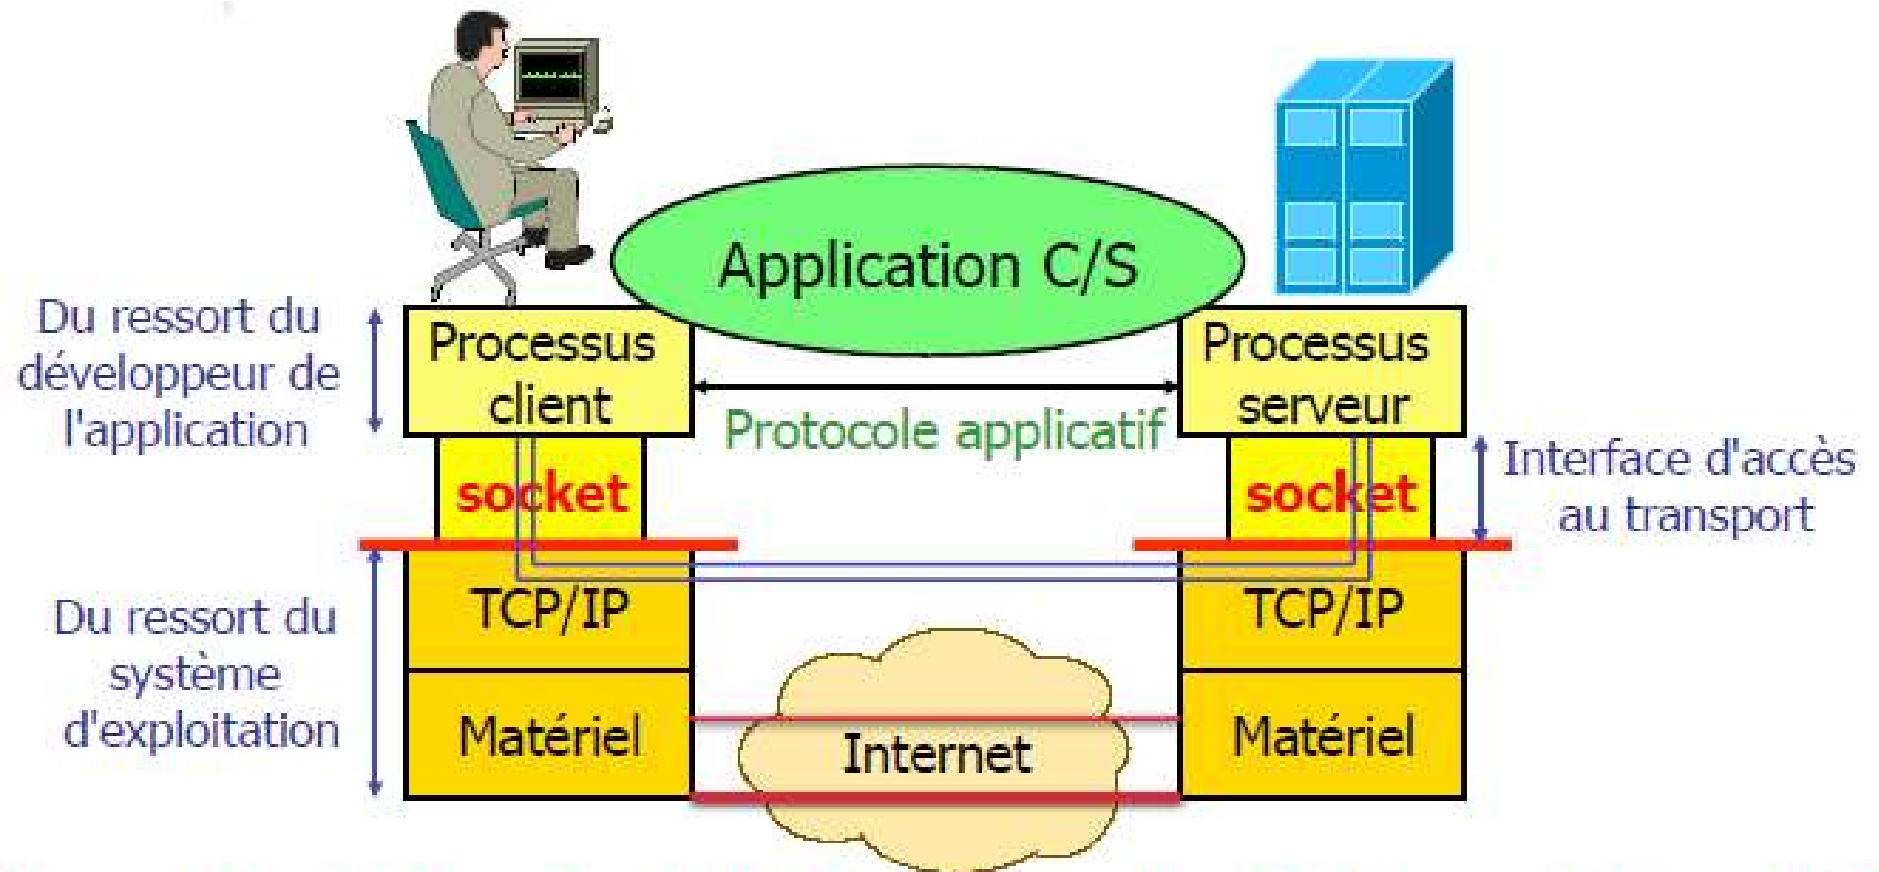 Application C/S
Du ressort du
développeur de
l'application
Processus
client
Processus
serveur
Protocole applicatif
socket
socket
Interface d'accès
au transport
Du ressort du
système
d'exploitation
TCP/IP
TCP/IP
Matériel
Internet
Matériel